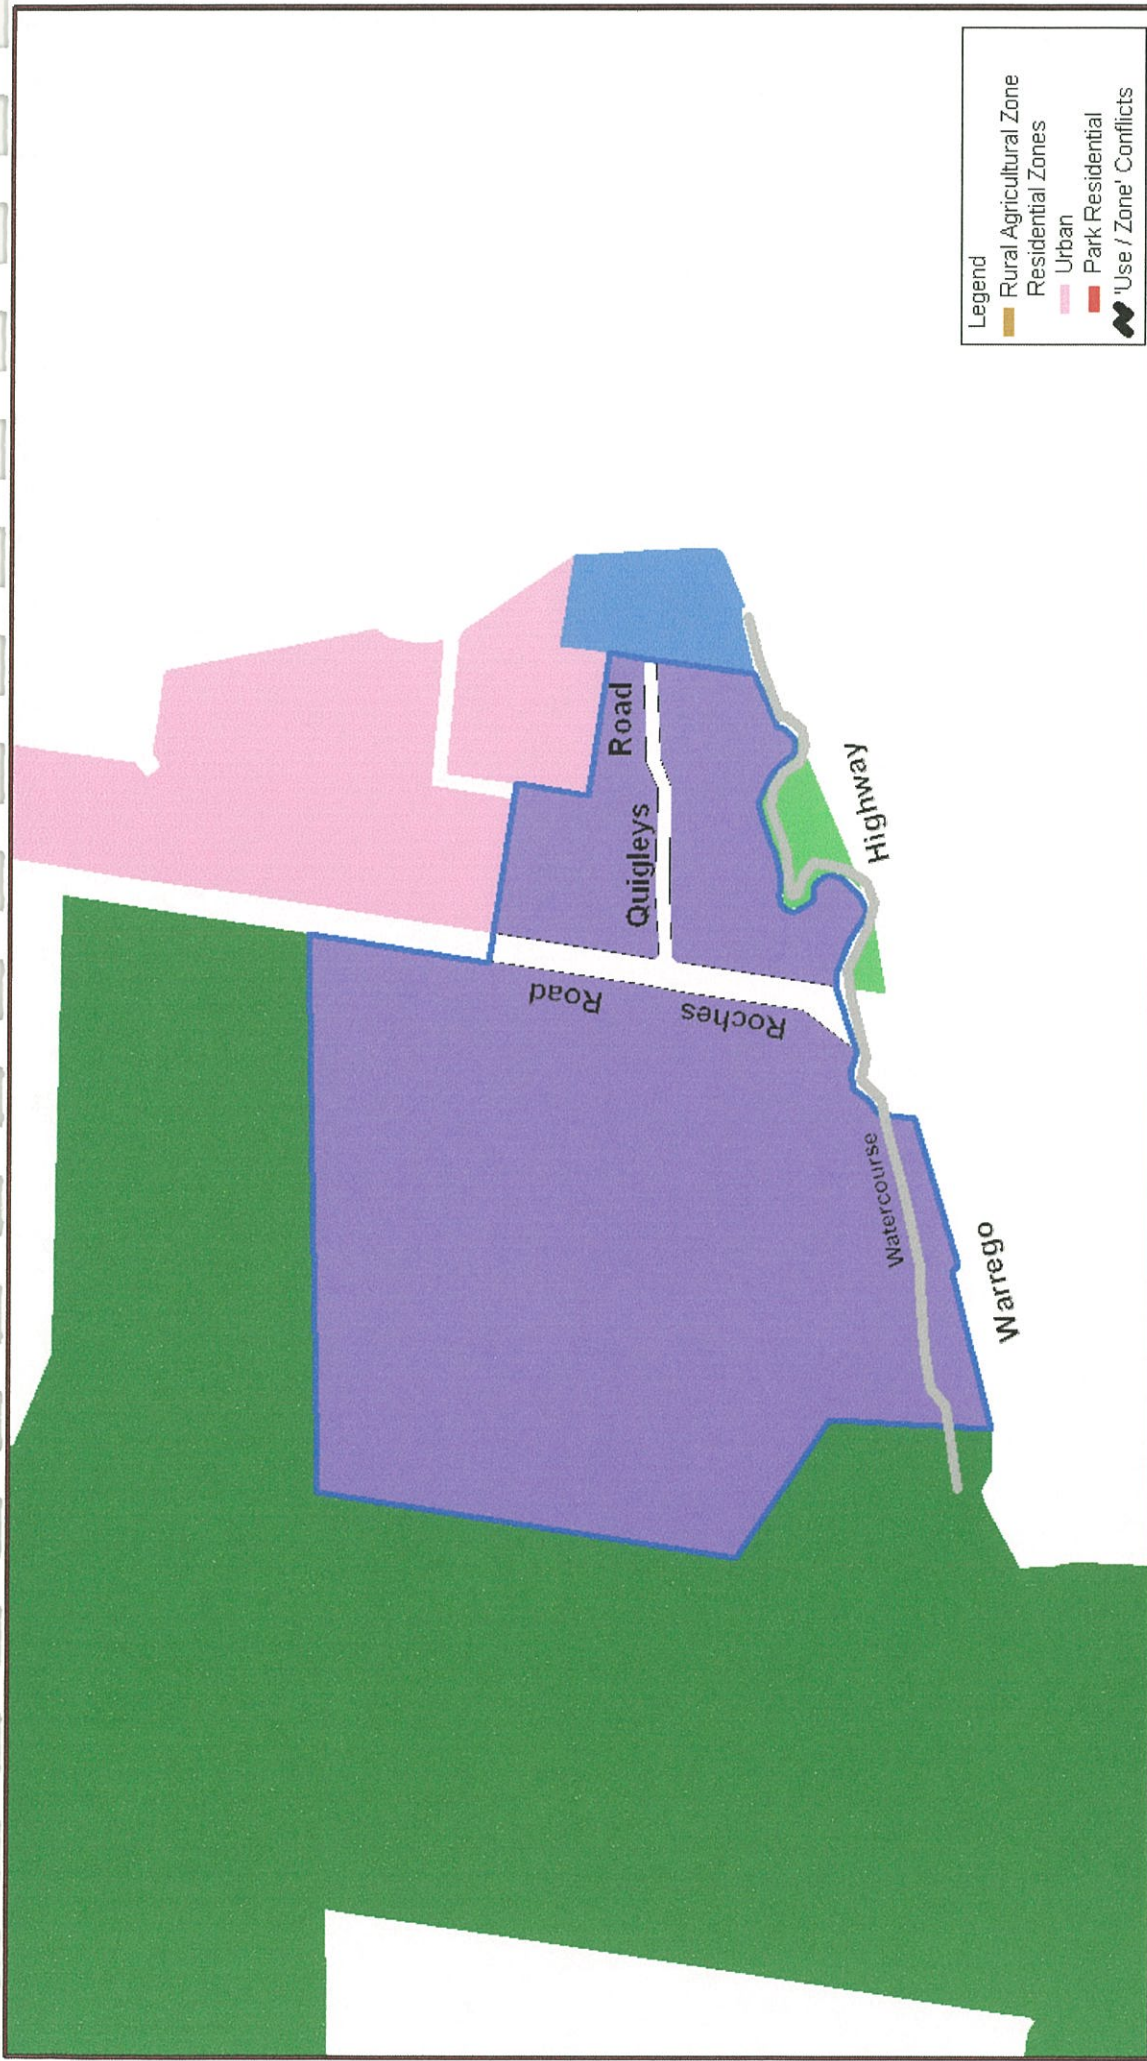 Quigleys Road
Roches Road
Watercourse
Warrego Highway
Legend
Rural Agricultural Zone
Residential Zones
Urban
Park Residential
'Use / Zone' Conflicts